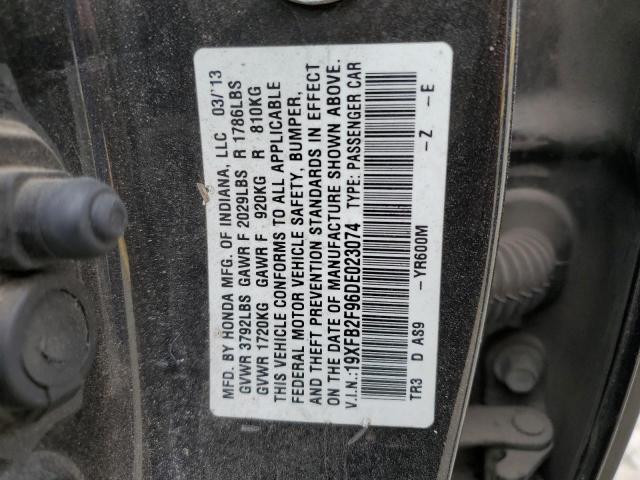 MFD. BY HONDA MFG. OF INDIANA, LLC 03/'13
GVWR 3792LBS GAWR F 2029LBS R 1786LBS
GVWR 1720KG GAWR F 920KG R 810KG
THIS VEHICLE CONFORMS TO ALL APPLICABLE
FEDERAL MOTOR VEHICLE SAFETY, BUMPER,
AND THEFT PREVENTION STANDARDS IN EFFECT
ON THE DATE OF MANUFACTURE SHOWN ABOVE.
V.I.N.:19XFB2F96DE023074 TYPE: PASSENGER CAR
TR3 D AS9 -YR600M -Z -E